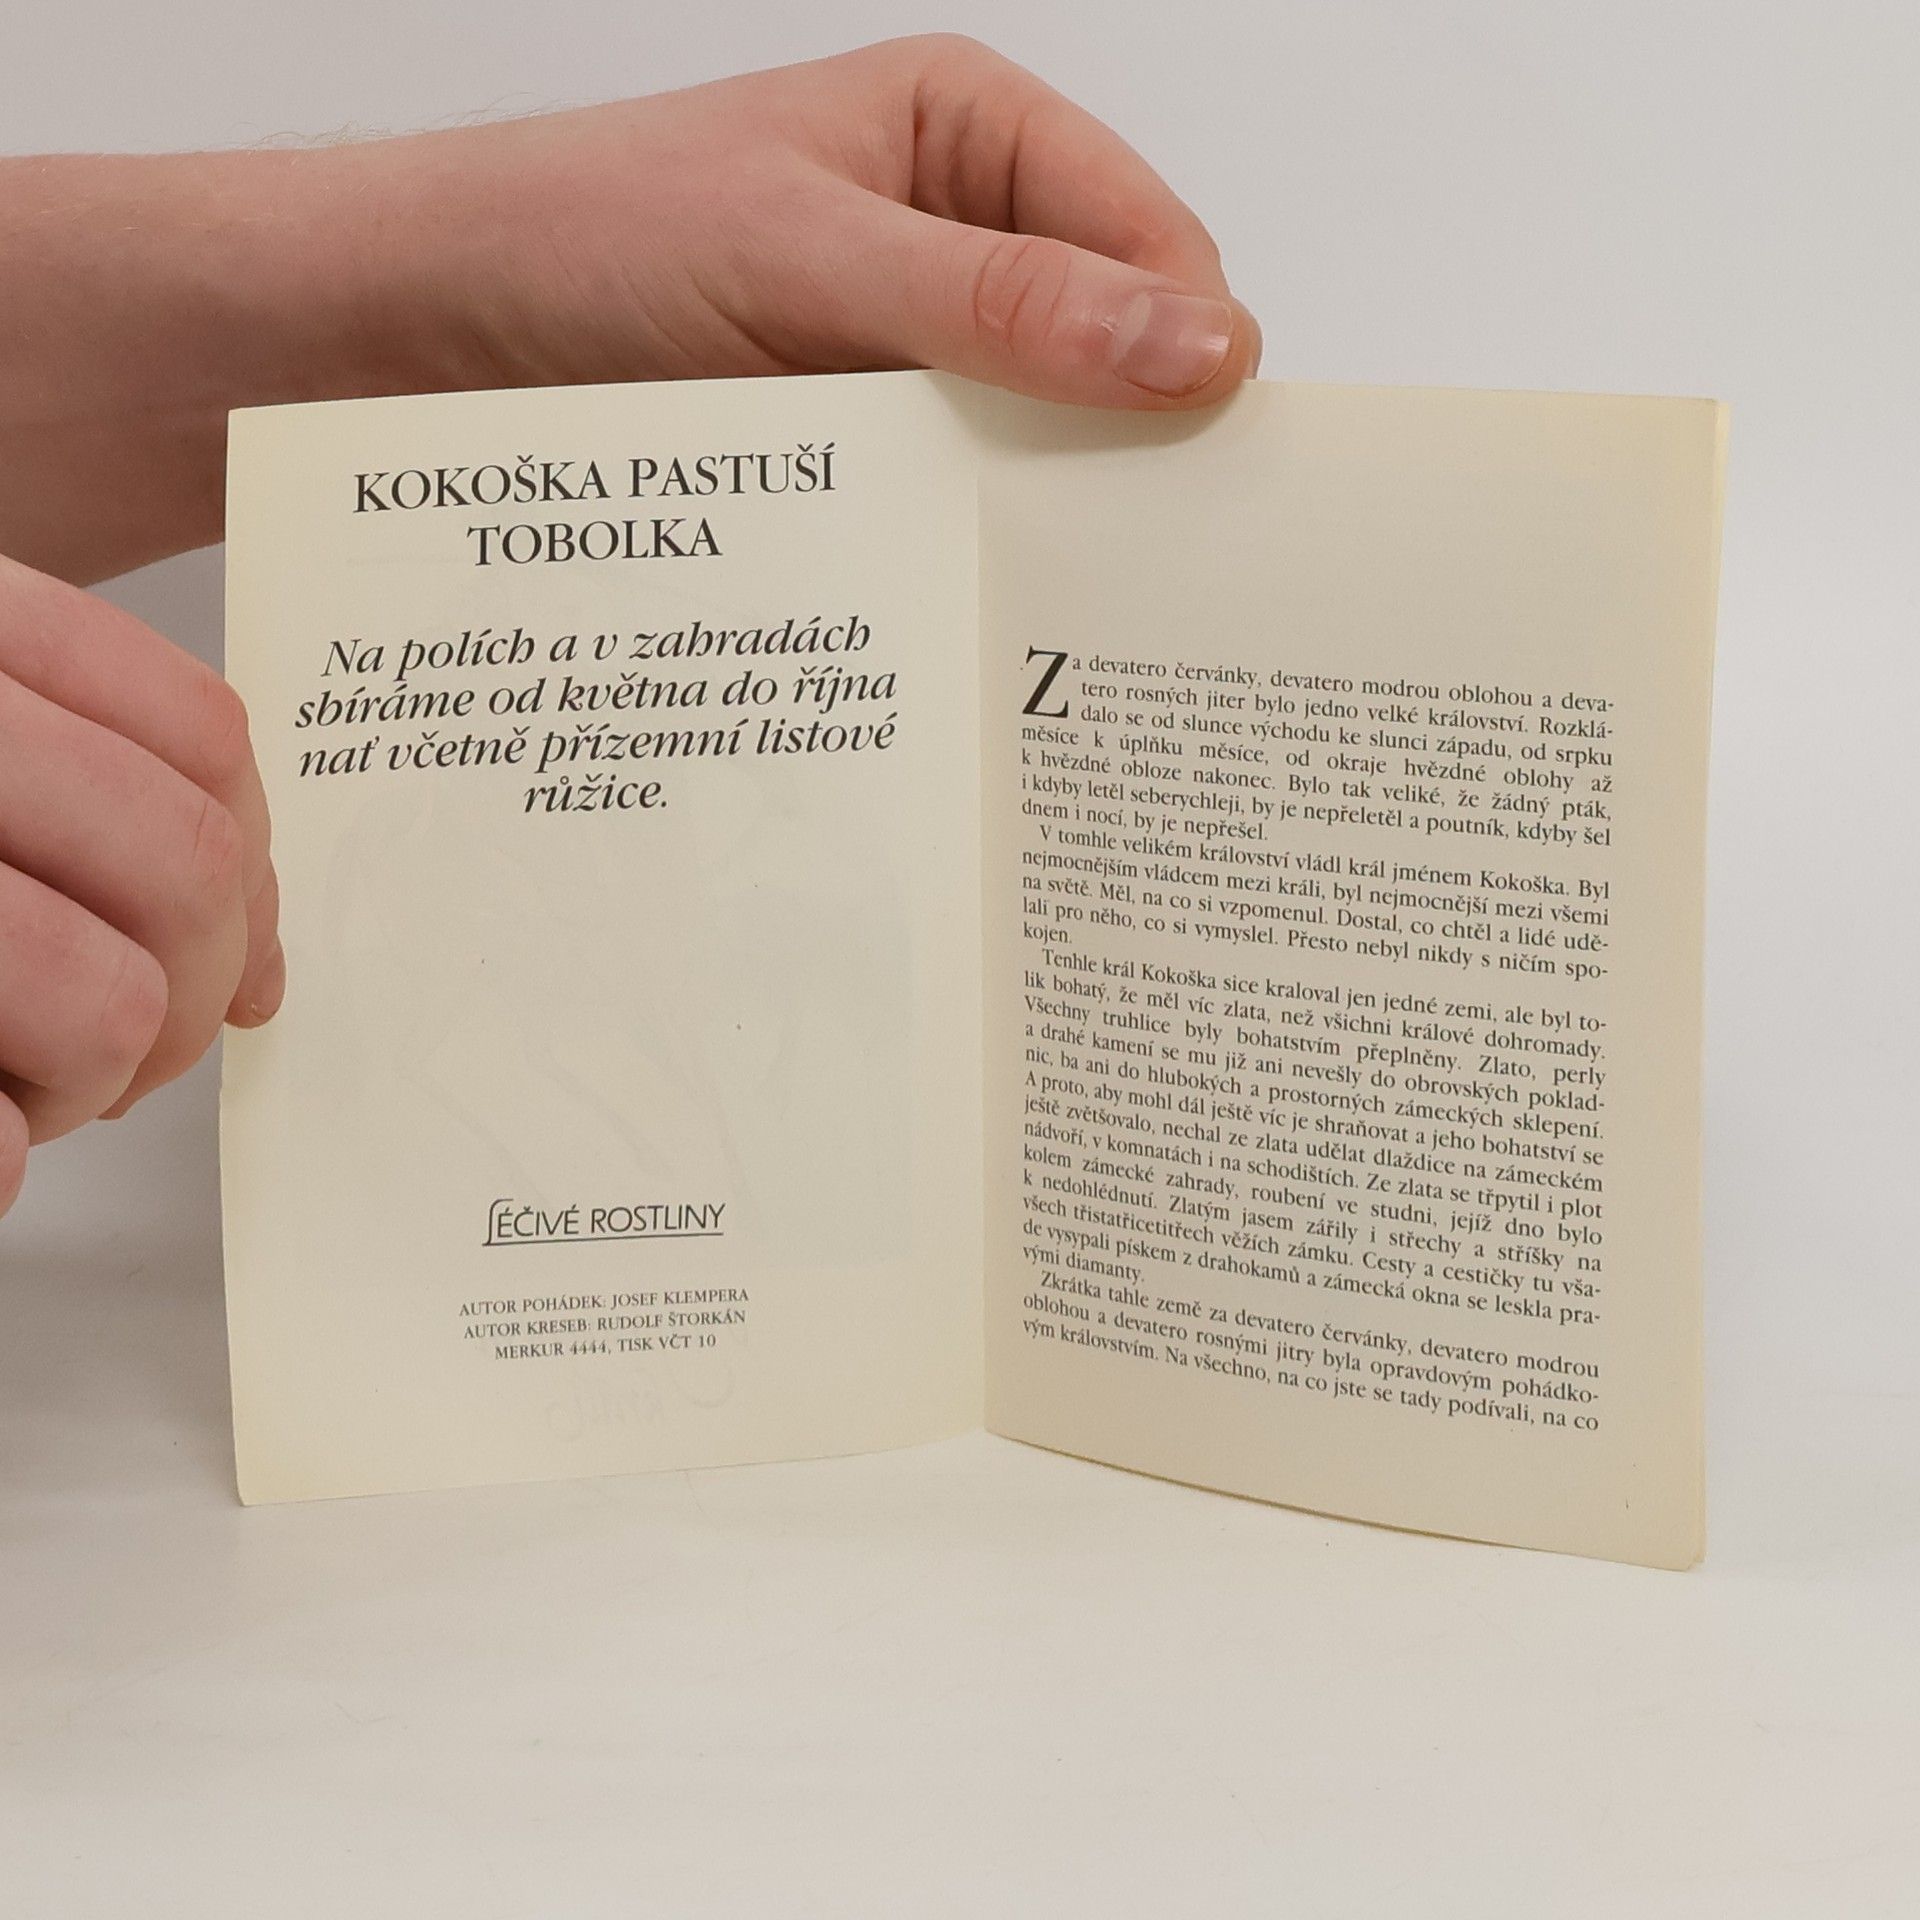 KOKOŠKA PASTUŠÍ
TOBOLKA
Na polích a v zahradách
sbíráme od května do října
nať včetně přízemní listové
růžice.
LÉČIVÉ ROSTLINY
AUTOR POHÁDEK: JOSEF KLEMPERA
AUTOR KRESEB: RUDOLF ŠTORKÁN
MERKUR 4444, TISK VČT 10
Za devatero červánky, devatero modrou oblohou a deva-
tero rosných jiter bylo jedno velké království. Rozklá-
dalo se od slunce východu ke slunci západu, od srpku
měsíce k úplňku měsíce, od okraje hvězdné oblohy až
k hvězdné obloze nakonec. Bylo tak veliké, že žádný pták,
i kdyby letěl seberychleji, by je nepřeletěl a poutník, kdyby šel
dnem i nocí, by je nepřešel.
V tomhle velikém království vládl král jménem Kokoška. Byl
nejmocnějším vládcem mezi králi, byl nejmocnější mezi všemi
na světě. Měl, na co si vzpomenul. Dostal, co chtěl a lidé udě-
lali pro něho, co si vymyslel. Přesto nebyl nikdy s ničím spo-
kojen.
Tenhle král Kokoška sice kraloval jen jedné zemi, ale byl to-
lik bohatý, že měl víc zlata, než všichni králové dohromady.
Všechny truhlice byly bohatstvím přeplněny. Zlato, perly
a drahé kamení se mu již ani nevešly do obrovských poklad-
nic, ba ani do hlubokých a prostorných zámeckých sklepení.
A proto, aby mohl dál ještě víc je shraňovat a jeho bohatství se
ještě zvětšovalo, nechal ze zlata udělat dlaždice na zámeckém
nádvoří, v komnatách i na schodištích. Ze zlata se třpytil i plot
kolem zámecké zahrady, roubení ve studni, jejíž dno bylo
k nedohlédnutí. Zlatým jasem zářily i střechy a stříšky na
všech třistatřicetitřech věžích zámku. Cesty a cestičky tu vša-
de vysypali pískem z drahokamů a zámecká okna se leskla pra-
vými diamanty.
Zkrátka tahle země za devatero červánky, devatero modrou
oblohou a devatero rosnými jitry byla opravdovým pohádko-
vým královstvím. Na všechno, na co jste se tady podívali, na co